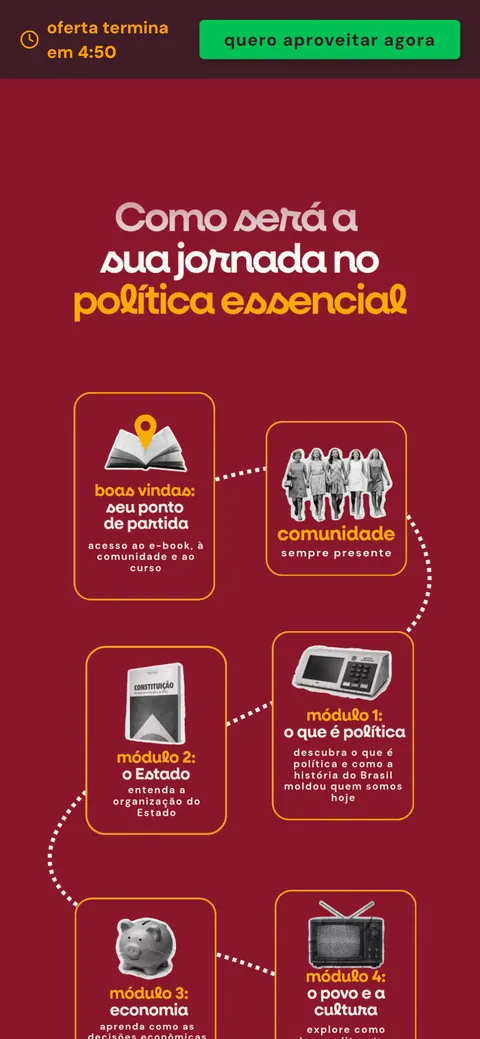 oferta termina
em 4:50
quero aproveitar agora
Como será a
sua jornada no
política essencial
boas vindas:
seu ponto
de partida
acesso ao e-book, à
comunidade e ao
curso
comunidade
sempre presente
CONSTITUIÇÃO
módulo 1:
o que é política
descubra o que é
política e como a
história do Brasil
moldou quem somos
hoje
módulo 2:
o Estado
entenda a
organização do
Estado
módulo 3:
economia
aprenda como as
decisões econômicas
módulo 4:
o povo e a
cultura
explore como